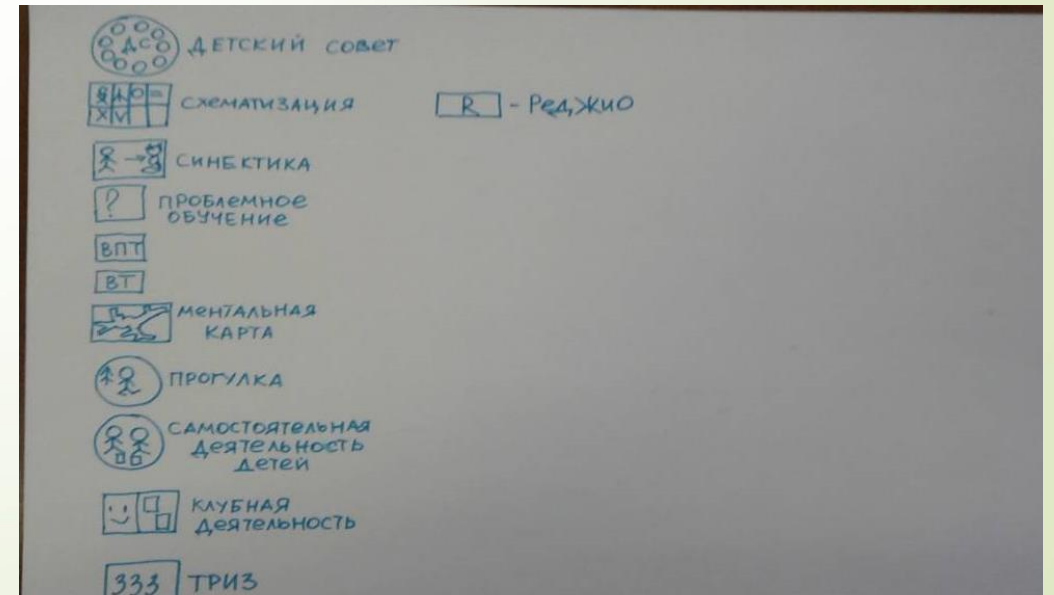 ДС ДЕТСКИЙ СОВЕТ
СХЕМАТИЗАЦИЯ
R - РЕДЖИО
СИНЕКТИКА
? ПРОБЛЕМНОЕ
ОБУЧЕНИЕ
ВПТ
ВТ
МЕНТАЛЬНАЯ
КАРТА
ПРОГУЛКА
САМОСТОЯТЕЛЬНАЯ
ДЕЯТЕЛЬНОСТЬ
ДЕТЕЙ
КЛУБНАЯ
ДЕЯТЕЛЬНОСТЬ
333 ТРИЗ